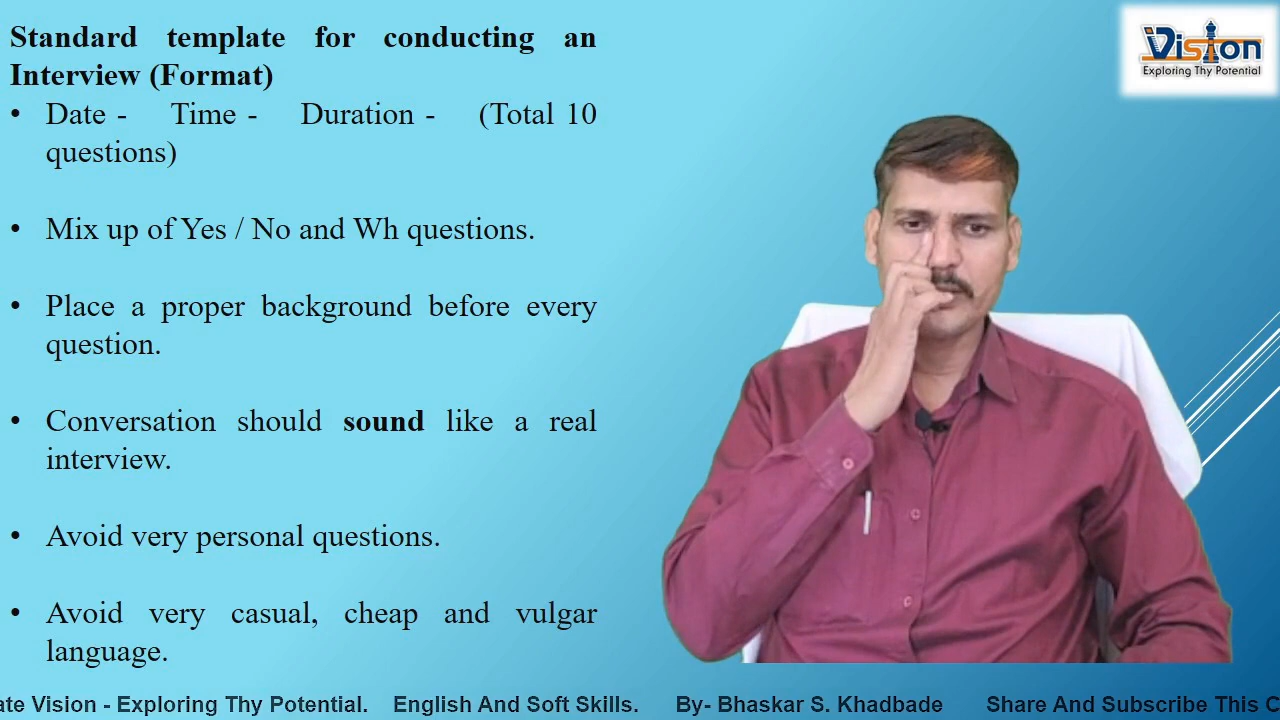 Standard template for conducting an
Interview (Format)
• Date - Time - Duration - (Total 10
questions)
• Mix up of Yes / No and Wh questions.
• Place a proper background before every
question.
• Conversation should sound like a real
interview.
• Avoid very personal questions.
• Avoid very casual, cheap and vulgar
language.
Vision
Exploring Thy Potential
ate Vision - Exploring Thy Potential. English And Soft Skills. By- Bhaskar S. Khadbade Share And Subscribe This C